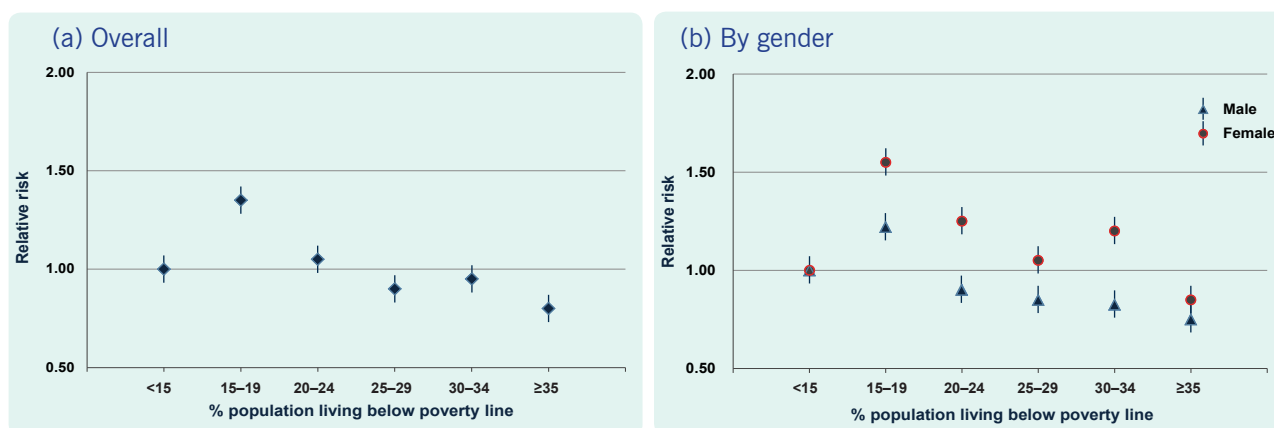 (a) Overall
2.00
1.50
1.00
0.50
Relative risk
<15 15–19 20–24 25–29 30–34 ≥35
% population living below poverty line
(b) By gender
2.00
1.50
1.00
0.50
Relative risk
Male
Female
<15 15–19 20–24 25–29 30–34 ≥35
% population living below poverty line